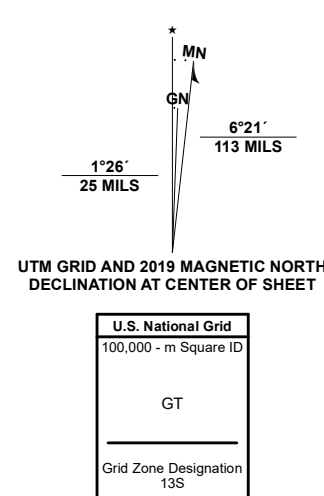 ★
MN
GN
6°21´
113 MILS
1°26´
25 MILS
UTM GRID AND 2019 MAGNETIC NORTH
DECLINATION AT CENTER OF SHEET
U.S. National Grid
100,000 - m Square ID
GT
Grid Zone Designation
13S